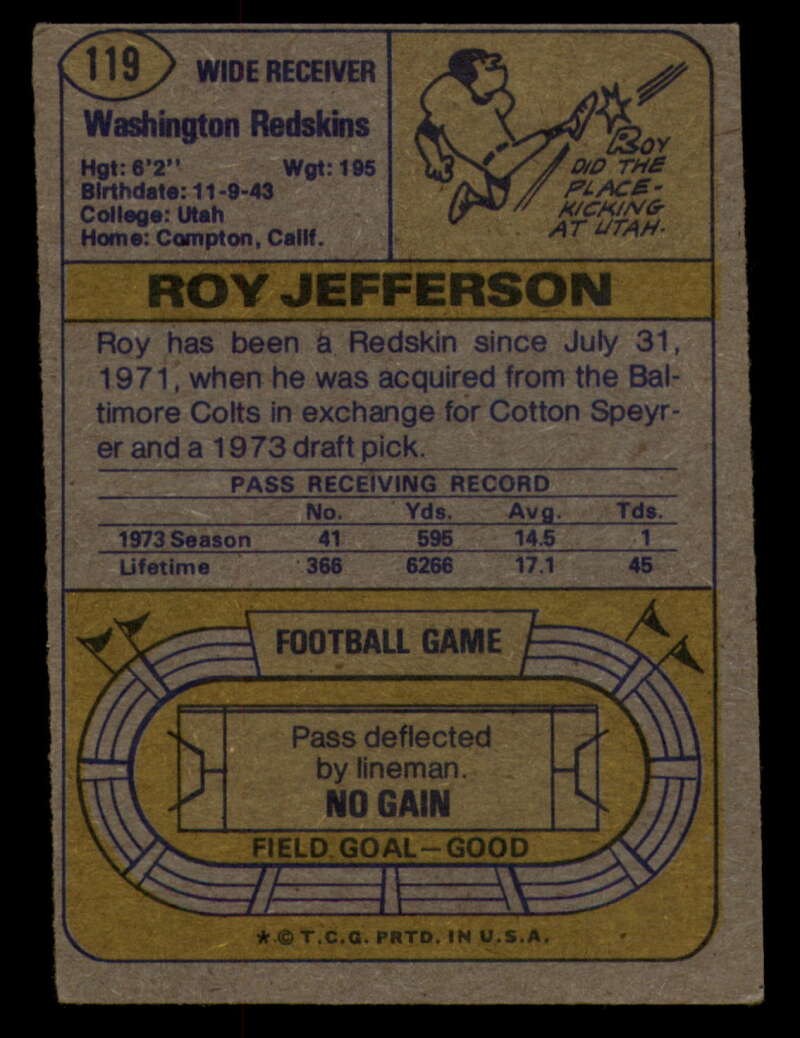 119
WIDE RECEIVER
Washington Redskins
Hgt: 6'2" Wgt: 195
Birthdate: 11-9-43
College: Utah
Home: Compton, Calif.
ROY
DID THE
PLACE-
KICKING
AT UTAH.
ROY JEFFERSON
Roy has been a Redskin since July 31,
1971, when he was acquired from the Bal-
timore Colts in exchange for Cotton Speyr-
er and a 1973 draft pick.
PASS RECEIVING RECORD
No. Yds. Avg. Tds.
1973 Season 41 595 14.5 1
Lifetime 366 6266 17.1 45
FOOTBALL GAME
Pass deflected
by lineman.
NO GAIN
FIELD GOAL—GOOD
* © T.C.G. PRTD. IN U.S.A.